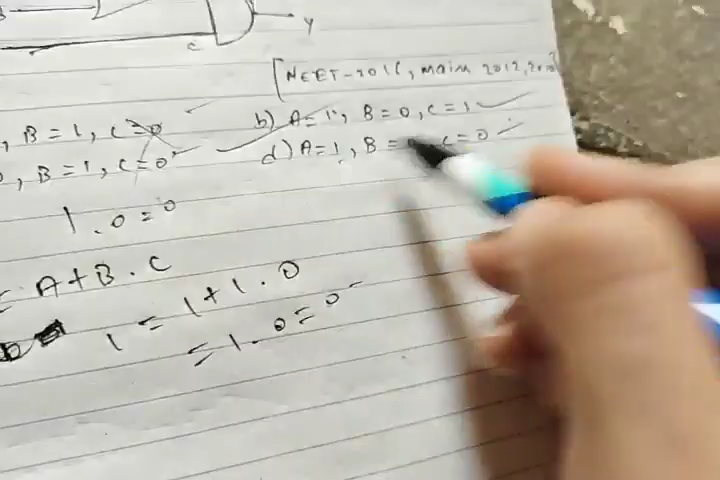 Y
C
[NEET-2016, main 2012,
, B = 1, C = 0
b) A = 1, B = 0, C = 1
, B = 1, C = 0
d) A = 1, B = C = 0
1 . 0 = 0
= A + B . C
1 = 1 + 1 . 0
= 1 . 0 = 0